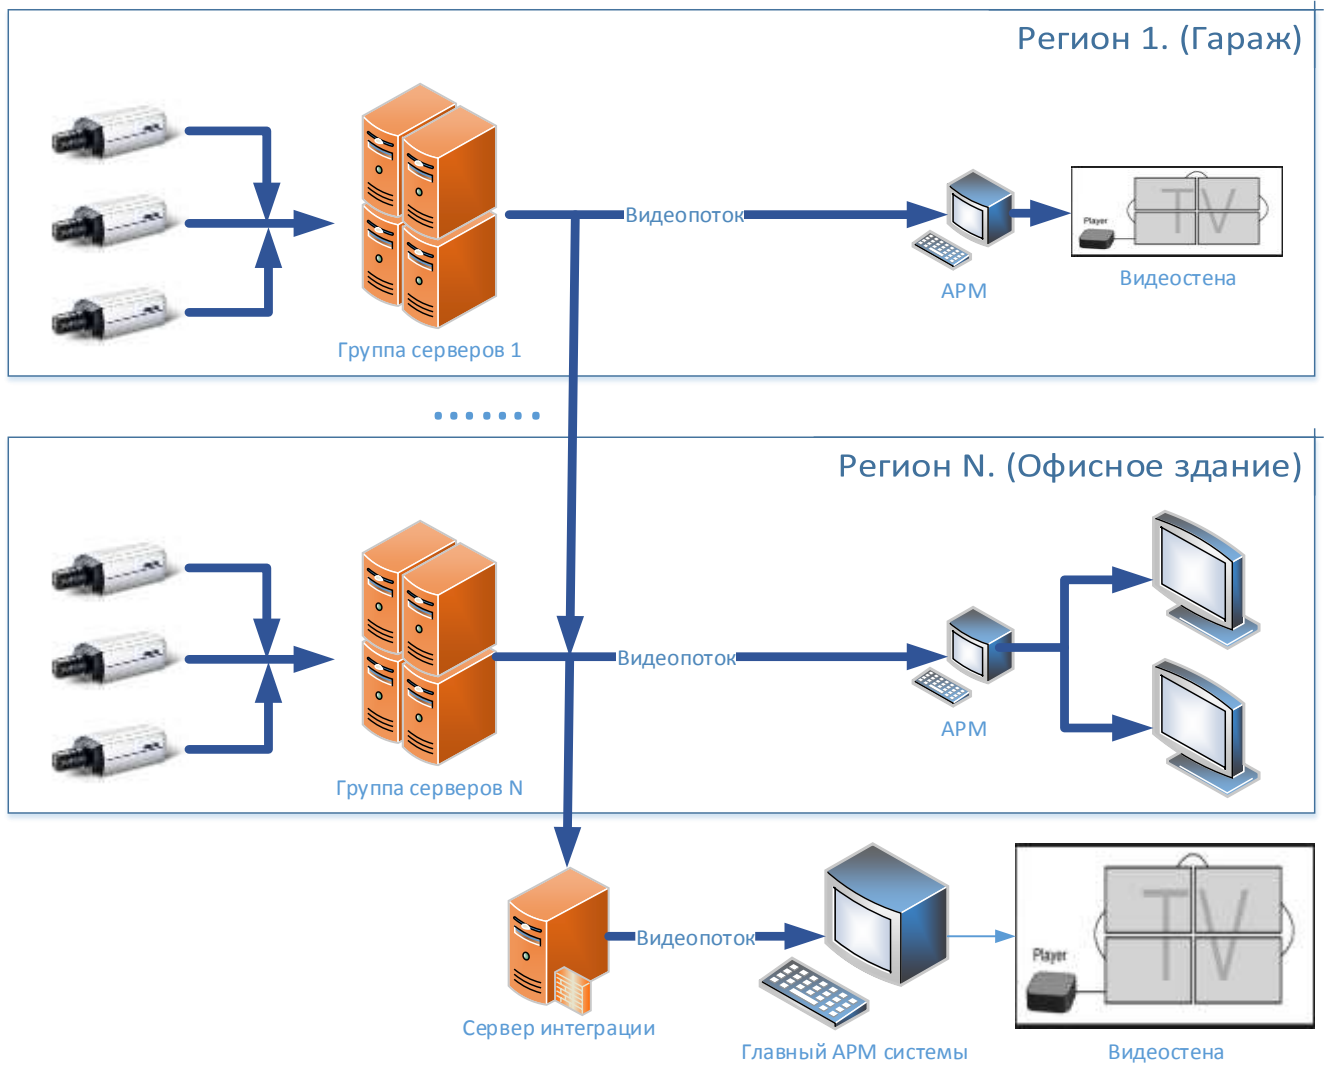 Регион 1. (Гараж)
Видеопоток
TV
Player
АРМ
Видеостена
Группа серверов 1
Регион N. (Офисное здание)
Видеопоток
АРМ
Группа серверов N
Видеопоток
TV
Player
Сервер интеграции
Главный АРМ системы
Видеостена